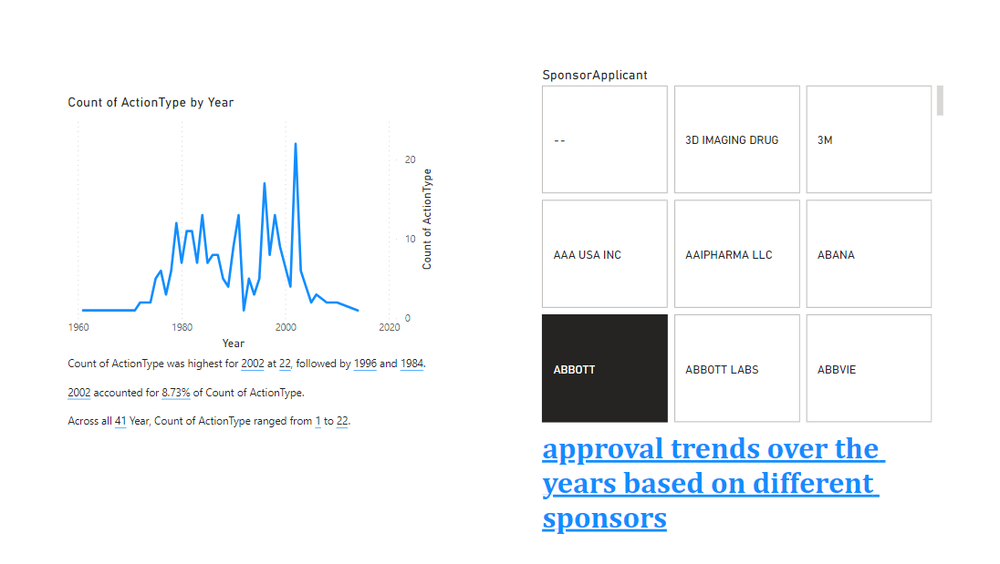 Count of ActionType by Year
20
10
0
Count of ActionType
1960
1980
2000
2020
Year
Count of ActionType was highest for 2002 at 22, followed by 1996 and 1984.
2002 accounted for 8.73% of Count of ActionType.
Across all 41 Year, Count of ActionType ranged from 1 to 22.
SponsorApplicant
--
3D IMAGING DRUG
3M
AAA USA INC
AAIPHARMA LLC
ABANA
ABBOTT
ABBOTT LABS
ABBVIE
approval trends over the
years based on different
sponsors